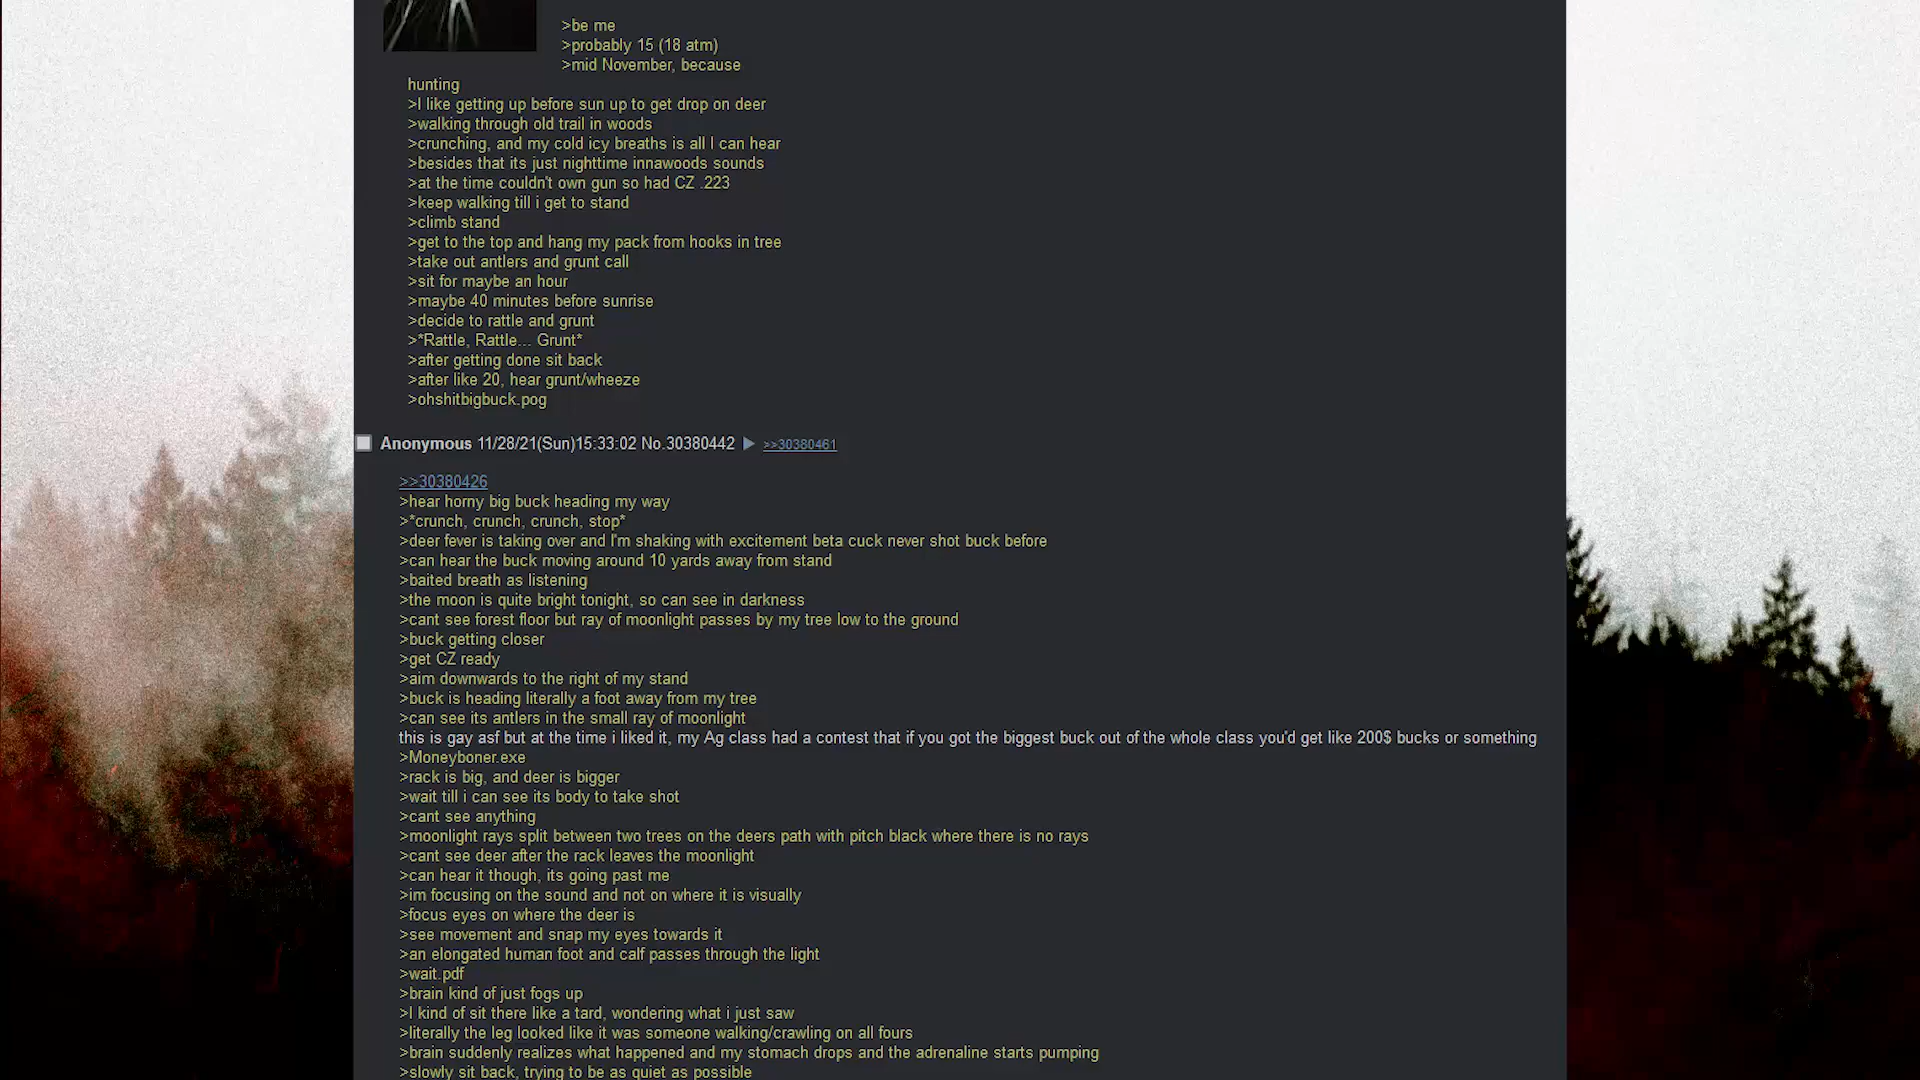 >be me
>probably 15 (18 atm)
>mid November, because
hunting
>I like getting up before sun up to get drop on deer
>walking through old trail in woods
>crunching, and my cold icy breaths is all I can hear
>besides that its just nighttime innawoods sounds
>at the time couldn't own gun so had CZ .223
>keep walking till i get to stand
>climb stand
>get to the top and hang my pack from hooks in tree
>take out antlers and grunt call
>sit for maybe an hour
>maybe 40 minutes before sunrise
>decide to rattle and grunt
>*Rattle, Rattle... Grunt*
>after getting done sit back
>after like 20, hear grunt/wheeze
>ohshitbigbuck.pog
Anonymous 11/28/21(Sun)15:33:02 No.30380442 ▶ >>30380461
>>30380426
>hear horny big buck heading my way
>*crunch, crunch, crunch, stop*
>deer fever is taking over and I'm shaking with excitement beta cuck never shot buck before
>can hear the buck moving around 10 yards away from stand
>baited breath as listening
>the moon is quite bright tonight, so can see in darkness
>cant see forest floor but ray of moonlight passes by my tree low to the ground
>buck getting closer
>get CZ ready
>aim downwards to the right of my stand
>buck is heading literally a foot away from my tree
>can see its antlers in the small ray of moonlight
this is gay asf but at the time i liked it, my Ag class had a contest that if you got the biggest buck out of the whole class you'd get like 200$ bucks or something
>Moneyboner.exe
>rack is big, and deer is bigger
>wait till i can see its body to take shot
>cant see anything
>moonlight rays split between two trees on the deers path with pitch black where there is no rays
>cant see deer after the rack leaves the moonlight
>can hear it though, its going past me
>im focusing on the sound and not on where it is visually
>focus eyes on where the deer is
>see movement and snap my eyes towards it
>an elongated human foot and calf passes through the light
>wait.pdf
>brain kind of just fogs up
>I kind of sit there like a tard, wondering what i just saw
>literally the leg looked like it was someone walking/crawling on all fours
>brain suddenly realizes what happened and my stomach drops and the adrenaline starts pumping
>slowly sit back, trying to be as quiet as possible